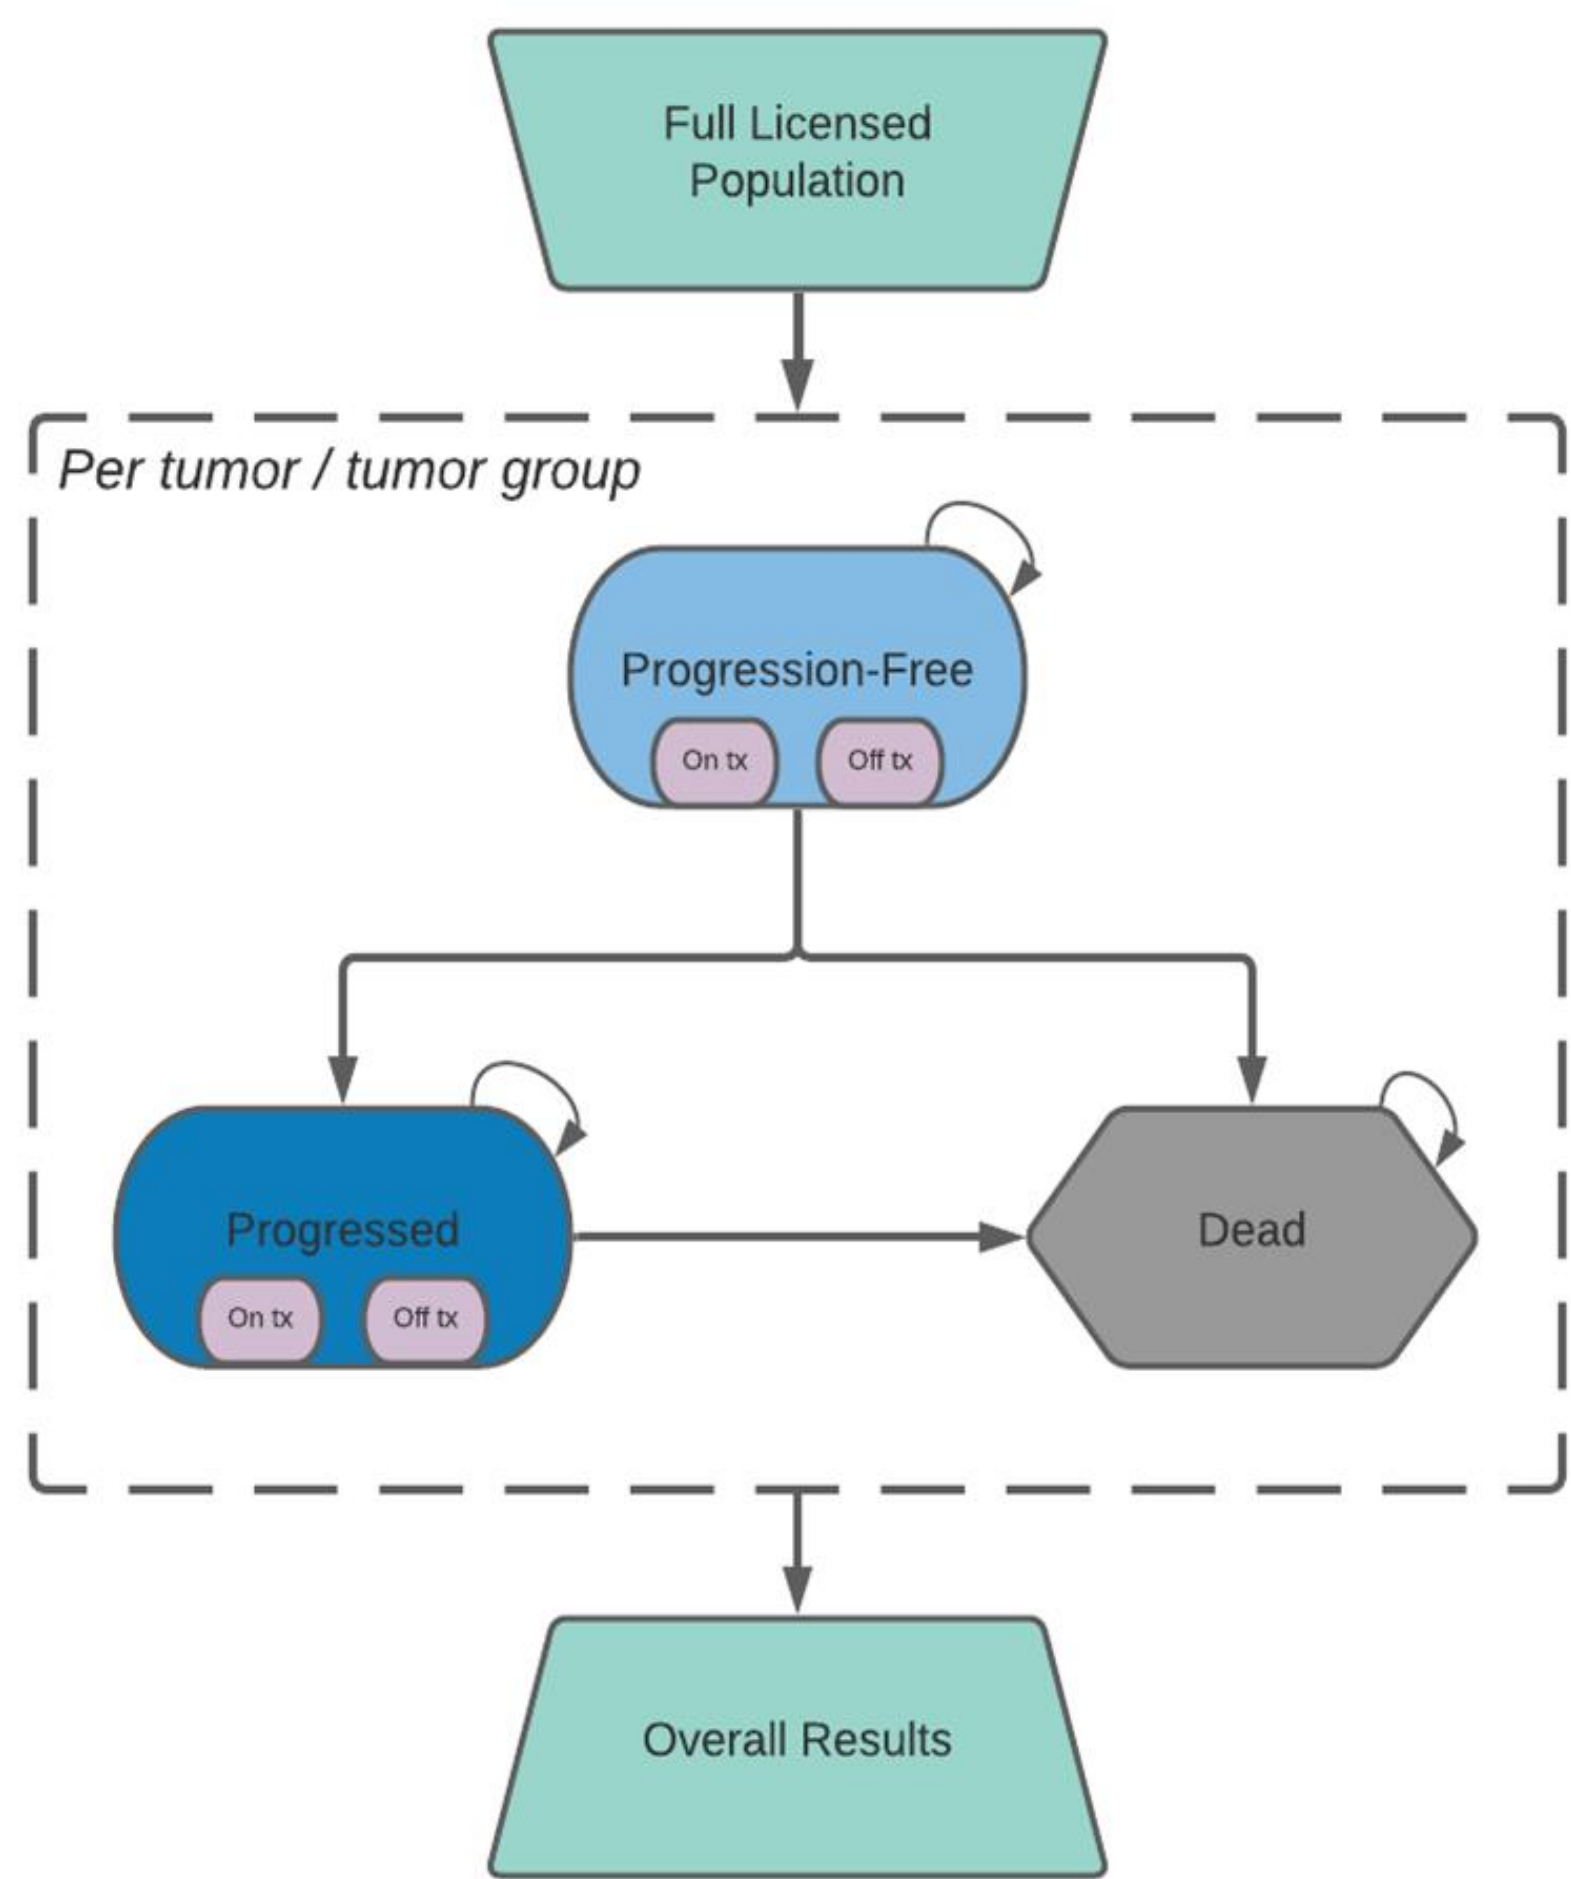 Full Licensed
Population
Per tumor / tumor group
Progression-Free
On tx
Off tx
Progressed
On tx
Off tx
Dead
Overall Results